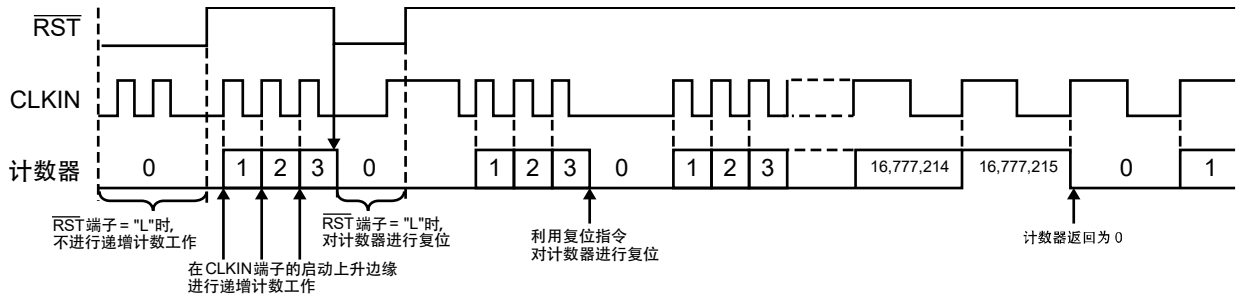 RST
CLKIN
计数器
0
1
2
3
0
1
2
3
0
1
2
3
16,777,214
16,777,215
0
1
RST端子 = "L"时,
不进行递增计数工作
RST端子 = "L"时,
对计数器进行复位
在CLKIN端子的启动上升边缘
进行递增计数工作
利用复位指令
对计数器进行复位
计数器返回为 0